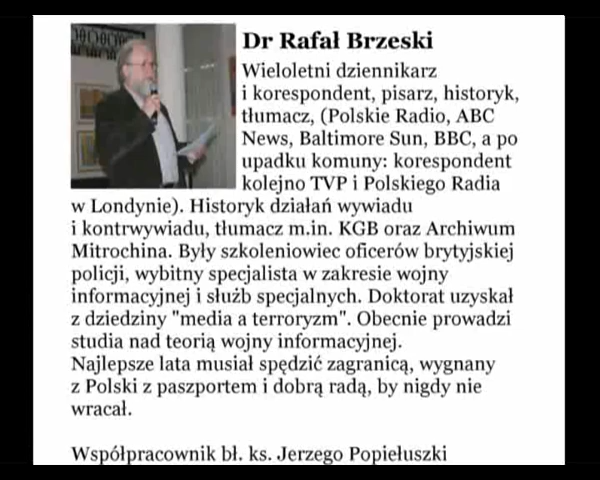 Dr Rafał Brzeski
Wieloletni dziennikarz
i korespondent, pisarz, historyk,
tłumacz, (Polskie Radio, ABC
News, Baltimore Sun, BBC, a po
upadku komuny: korespondent
kolejno TVP i Polskiego Radia
w Londynie). Historyk działań wywiadu
i kontrwywiadu, tłumacz m.in. KGB oraz Archiwum
Mitrochina. Były szkoleniowiec oficerów brytyjskiej
policji, wybitny specjalista w zakresie wojny
informacyjnej i służb specjalnych. Doktorat uzyskał
z dziedziny "media a terroryzm". Obecnie prowadzi
studia nad teorią wojny informacyjnej.
Najlepsze lata musiał spędzić zagranicą, wygnany
z Polski z paszportem i dobrą radą, by nigdy nie
wracał.
Współpracownik bł. ks. Jerzego Popiełuszki